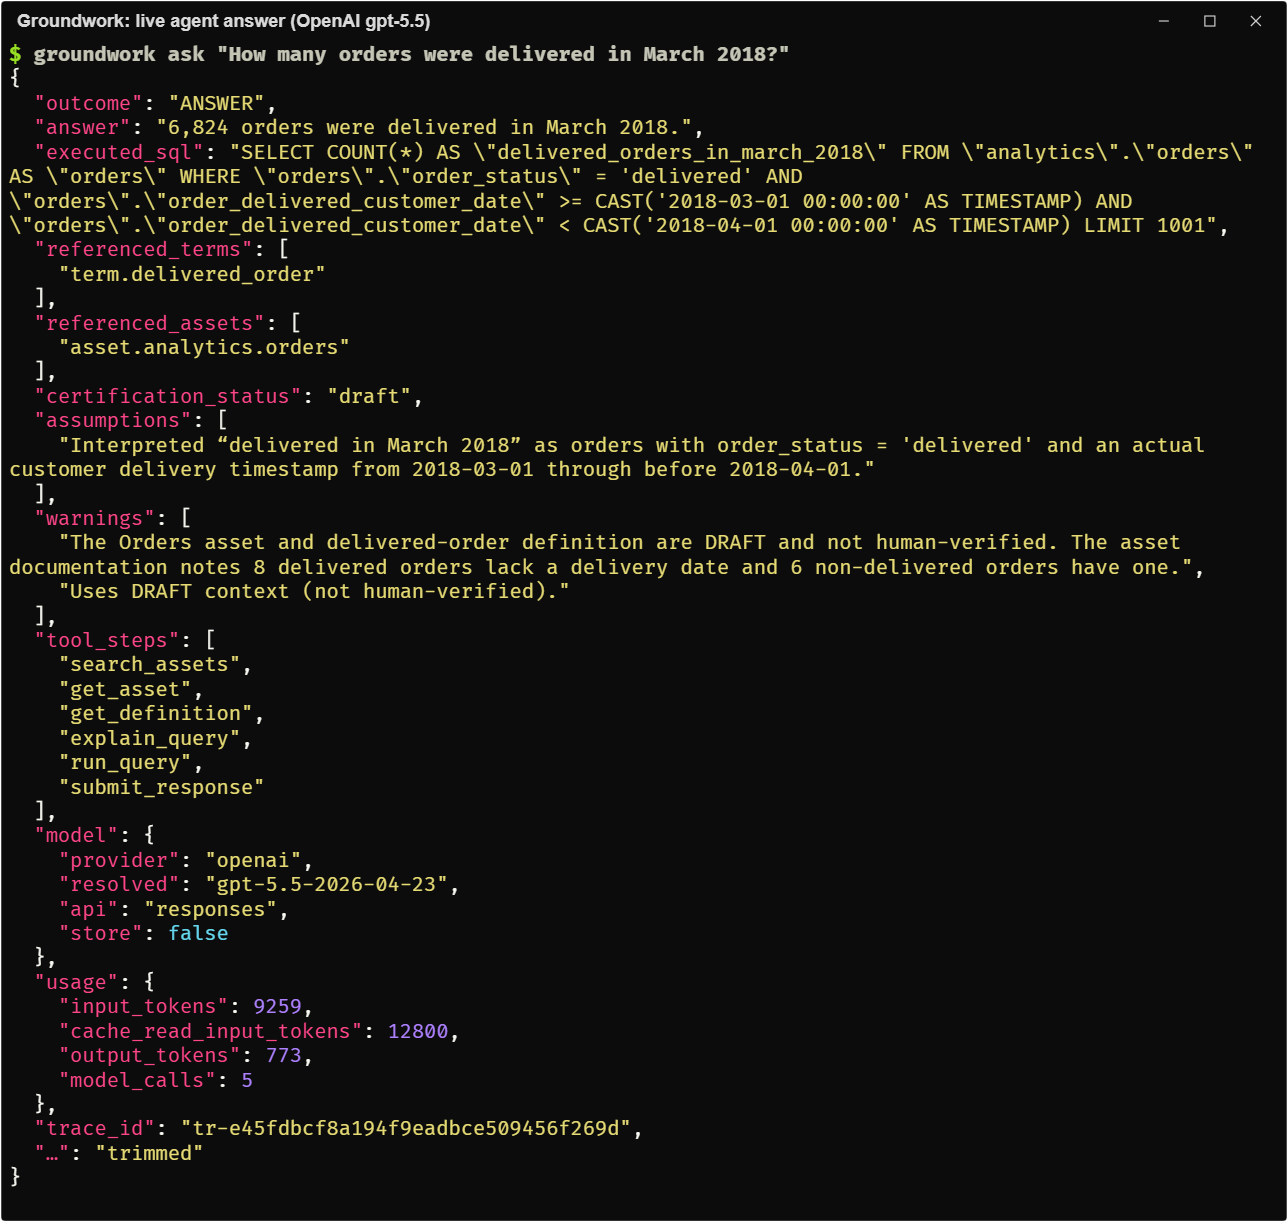 Groundwork: live agent answer (OpenAI gpt-5.5)
$ groundwork ask "How many orders were delivered in March 2018?"
{
  "outcome": "ANSWER",
  "answer": "6,824 orders were delivered in March 2018.",
  "executed_sql": "SELECT COUNT(*) AS \"delivered_orders_in_march_2018\" FROM \"analytics\".\"orders\"
AS \"orders\" WHERE \"orders\".\"order_status\" = 'delivered' AND
\"orders\".\"order_delivered_customer_date\" >= CAST('2018-03-01 00:00:00' AS TIMESTAMP) AND
\"orders\".\"order_delivered_customer_date\" < CAST('2018-04-01 00:00:00' AS TIMESTAMP) LIMIT 1001",
  "referenced_terms": [
    "term.delivered_order"
  ],
  "referenced_assets": [
    "asset.analytics.orders"
  ],
  "certification_status": "draft",
  "assumptions": [
    "Interpreted “delivered in March 2018” as orders with order_status = 'delivered' and an actual
customer delivery timestamp from 2018-03-01 through before 2018-04-01."
  ],
  "warnings": [
    "The Orders asset and delivered-order definition are DRAFT and not human-verified. The asset
documentation notes 8 delivered orders lack a delivery date and 6 non-delivered orders have one.",
    "Uses DRAFT context (not human-verified)."
  ],
  "tool_steps": [
    "search_assets",
    "get_asset",
    "get_definition",
    "explain_query",
    "run_query",
    "submit_response"
  ],
  "model": {
    "provider": "openai",
    "resolved": "gpt-5.5-2026-04-23",
    "api": "responses",
    "store": false
  },
  "usage": {
    "input_tokens": 9259,
    "cache_read_input_tokens": 12800,
    "output_tokens": 773,
    "model_calls": 5
  },
  "trace_id": "tr-e45fdbcf8a194f9eadbce509456f269d",
  "…": "trimmed"
}